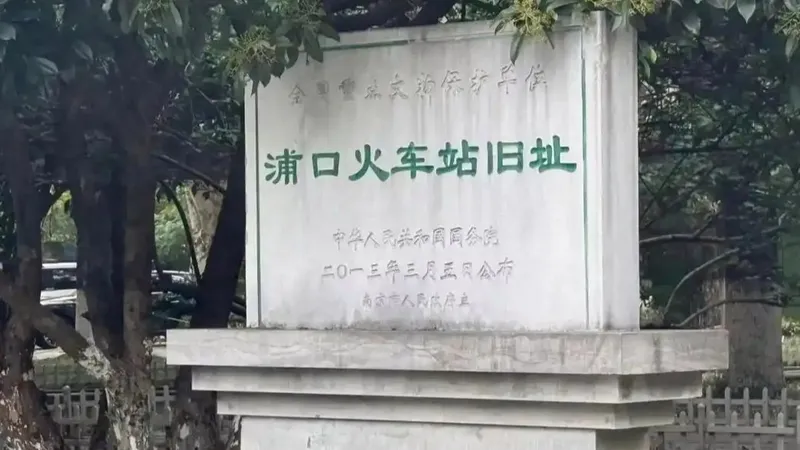 全国重点文物保护单位
浦口火车站旧址
中华人民共和国国务院
二〇一三年三月五日公布
南京市人民政府立